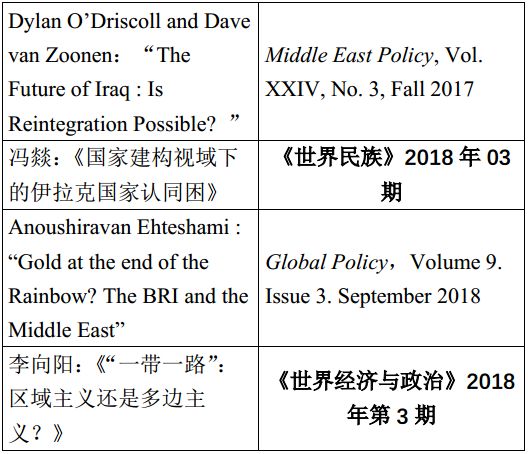 Dylan O’Driscoll and Dave
van Zoonen：“The
Future of Iraq : Is
Reintegration Possible? ”
Middle East Policy, Vol.
XXIV, No. 3, Fall 2017
冯燚：《国家建构视域下
的伊拉克国家认同困》
《世界民族》2018 年 03
期
Anoushiravan Ehteshami :
“Gold at the end of the
Rainbow? The BRI and the
Middle East”
Global Policy，Volume 9.
Issue 3. September 2018
李向阳：《“一带一路”：
区域主义还是多边主
义？》
《世界经济与政治》2018
年第 3 期